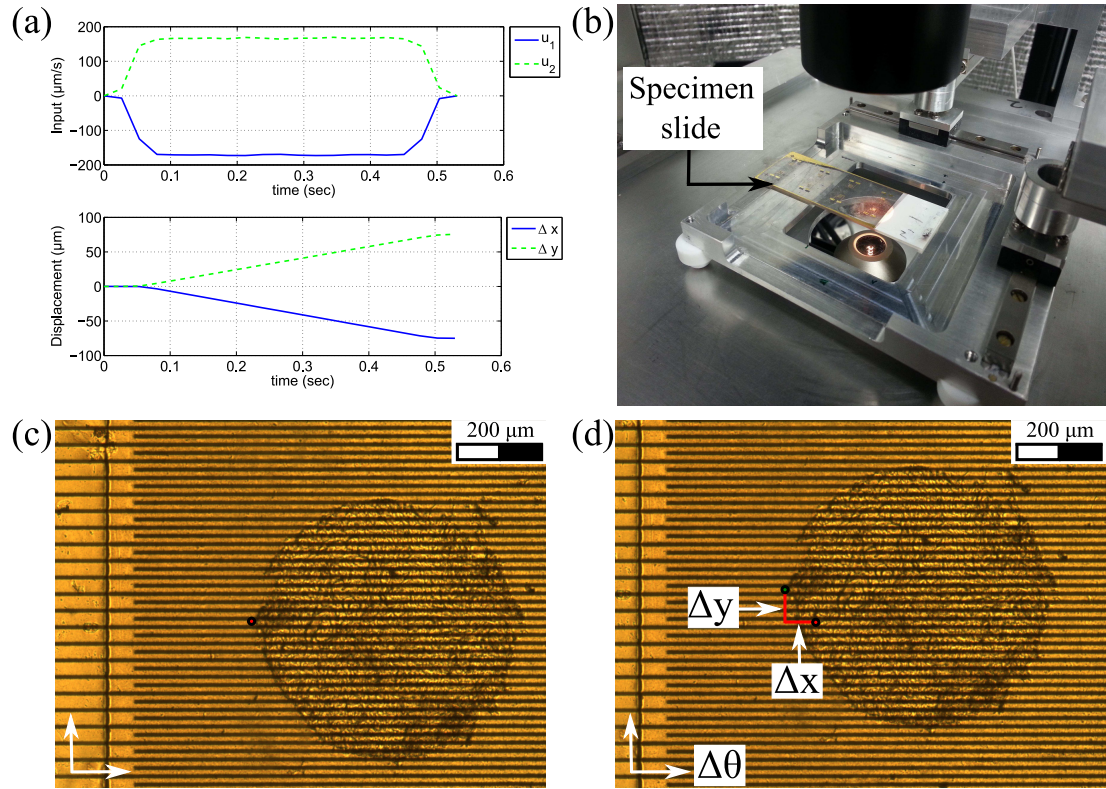 (a)
200
100
0
−100
−200
Input (µm/s)
0
0.1
0.2
0.3
0.4
0.5
0.6
time (sec)
u1
u2
100
50
0
−50
−100
Displacement (µm)
0
0.1
0.2
0.3
0.4
0.5
0.6
time (sec)
Δ x
Δ y
(b)
Specimen
slide
(c)
200 µm
(d)
200 µm
Δy
Δx
Δθ